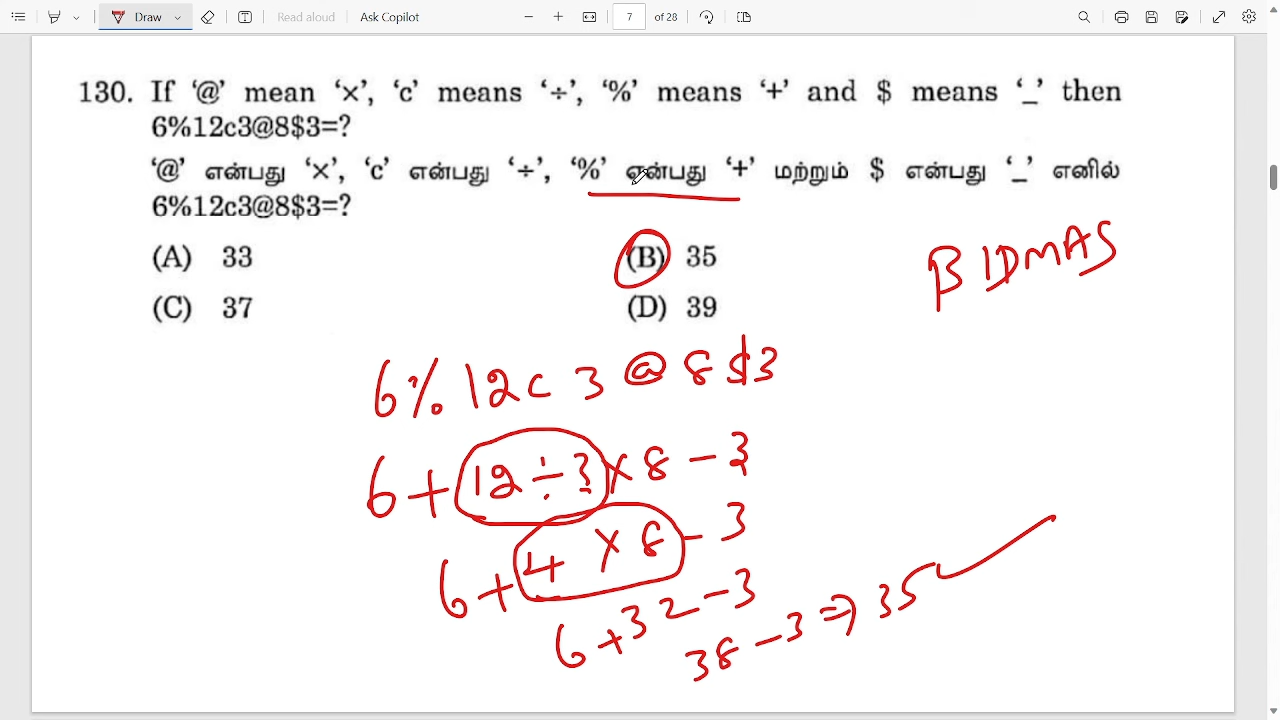 Draw Read aloud Ask Copilot 7 of 28
130. If ‘@’ mean ‘×’, ‘c’ means ‘÷’, ‘%’ means ‘+’ and $ means ‘_’ then
6%12c3@8$3=?
‘@’ என்பது ‘×’, ‘c’ என்பது ‘÷’, ‘%’ என்பது ‘+’ மற்றும் $ என்பது ‘_’ எனில்
6%12c3@8$3=?
(A) 33 (B) 35
(C) 37 (D) 39
BIDMAS
6% 12c 3 @ 8 $3
6 + 12 ÷ 3 × 8 - 3
6 + 4 × 8 - 3
6 + 32 - 3
38 - 3 ⇒ 35